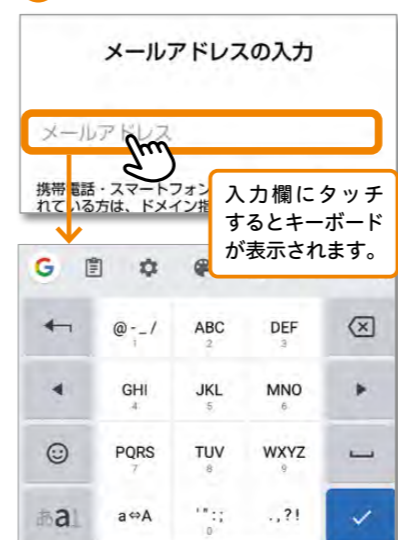 メールアドレスの入力
メールアドレス
携帯電話・スマートフォン
れている方は、ドメイン指
入力欄にタッチ
するとキーボード
が表示されます。
G
@-_/ ABC DEF
1 2 3
GHI JKL MNO
4 5 6
PQRS TUV WXYZ
7 8 9
あa1 a⇔A '":; .,?!
0